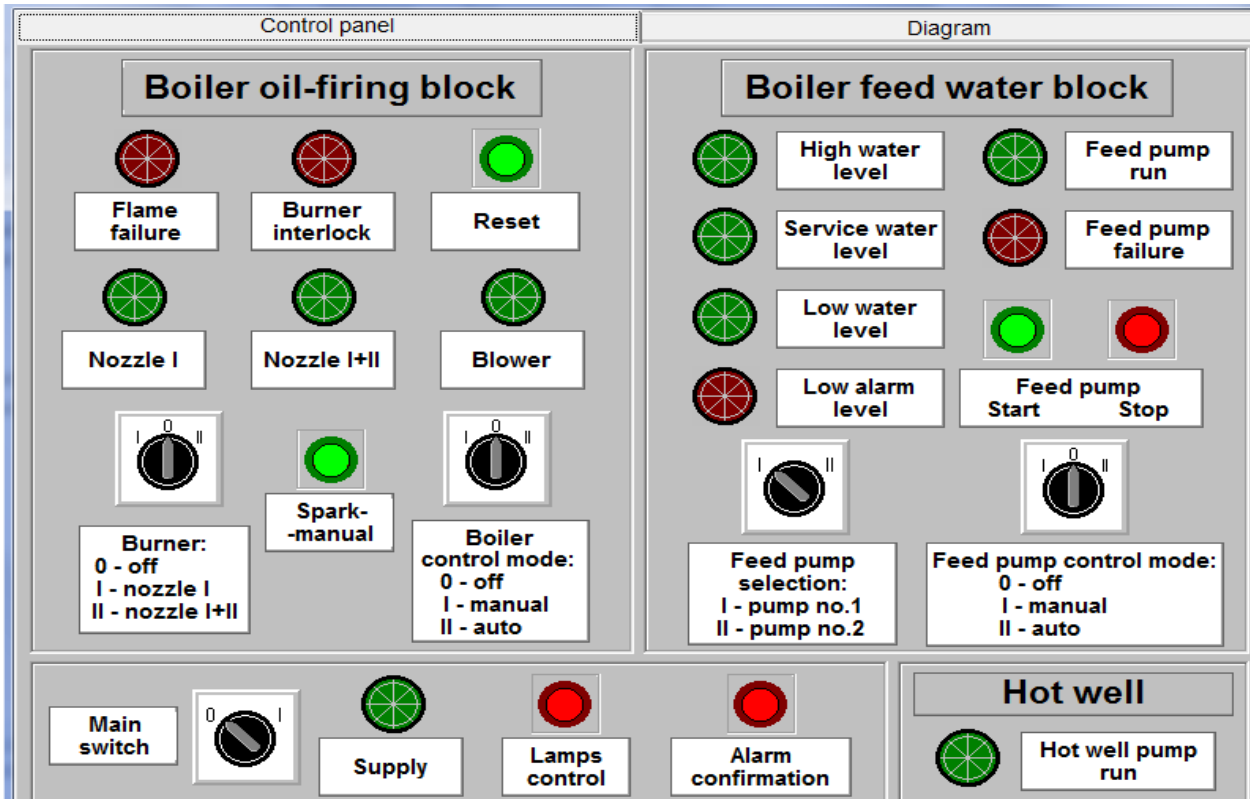 Control panel
Diagram
Boiler oil-firing block
Flame
failure
Burner
interlock
Reset
Nozzle I
Nozzle I+II
Blower
I 0 II
Spark-
-manual
I 0 II
Burner:
0 - off
I - nozzle I
II - nozzle I+II
Boiler
control mode:
0 - off
I - manual
II - auto
Boiler feed water block
High water
level
Feed pump
run
Service water
level
Feed pump
failure
Low water
level
Low alarm
level
Feed pump
Start Stop
I II
I 0 II
Feed pump
selection:
I - pump no.1
II - pump no.2
Feed pump control mode:
0 - off
I - manual
II - auto
Main
switch
0 I
Supply
Lamps
control
Alarm
confirmation
Hot well
Hot well pump
run